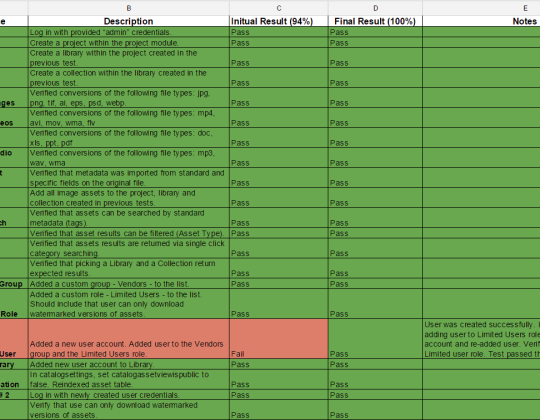 B C D E
e Description Initual Result (94%) Final Result (100%) Notes
Log in with provided "admin" credentials. Pass Pass
Create a project within the project module. Pass Pass
Create a library within the project created in the
previous test. Pass Pass
Create a collection within the library created in the
previous test. Pass Pass
Verified conversions of the following file types: jpg,
ges png, tif, ai, eps, psd, webp. Pass Pass
Verified conversions of the following file types: mp4,
eos avi, mov, wma, flv Pass Pass
Verified conversions of the following file types: doc,
xls, ppt, pdf Pass Pass
dio Verified conversions of the following file types: mp3,
wav, wma Pass Pass
t Verified that metadata was imported from standard and
specific fields on the original file. Pass Pass
Add all image assets to the project, library and
collection created in previous tests. Pass Pass
Verified that assets can be searched by standard
ch metadata (tags). Pass Pass
Verified that asset results can be filtered (Asset Type). Pass Pass
Verified that assets results are returned via single click
category searching. Pass Pass
Verified that picking a Library and a Collection return
expected results. Pass Pass
Group Added a custom group - Vendors - to the list. Pass Pass
Added a custom role - Limited Users - to the list.
Should include that user can only download
Role watermarked versions of assets. Pass Pass
User was created successfully
adding user to Limited Users role
Added a new user account. Added user to the Vendors account and re-added user. Verif
User group and the Limited Users role. Fail Pass Limited user role. Test passed th
rary Added new user account to Library. Pass Pass
In catalogsettings, set catalogassetviewispublic to
ation false. Reindexed asset table. Pass Pass
# 2 Log in with newly created user credentials. Pass Pass
Verify that use can only download watermarked
versions of assets. Pass Pass